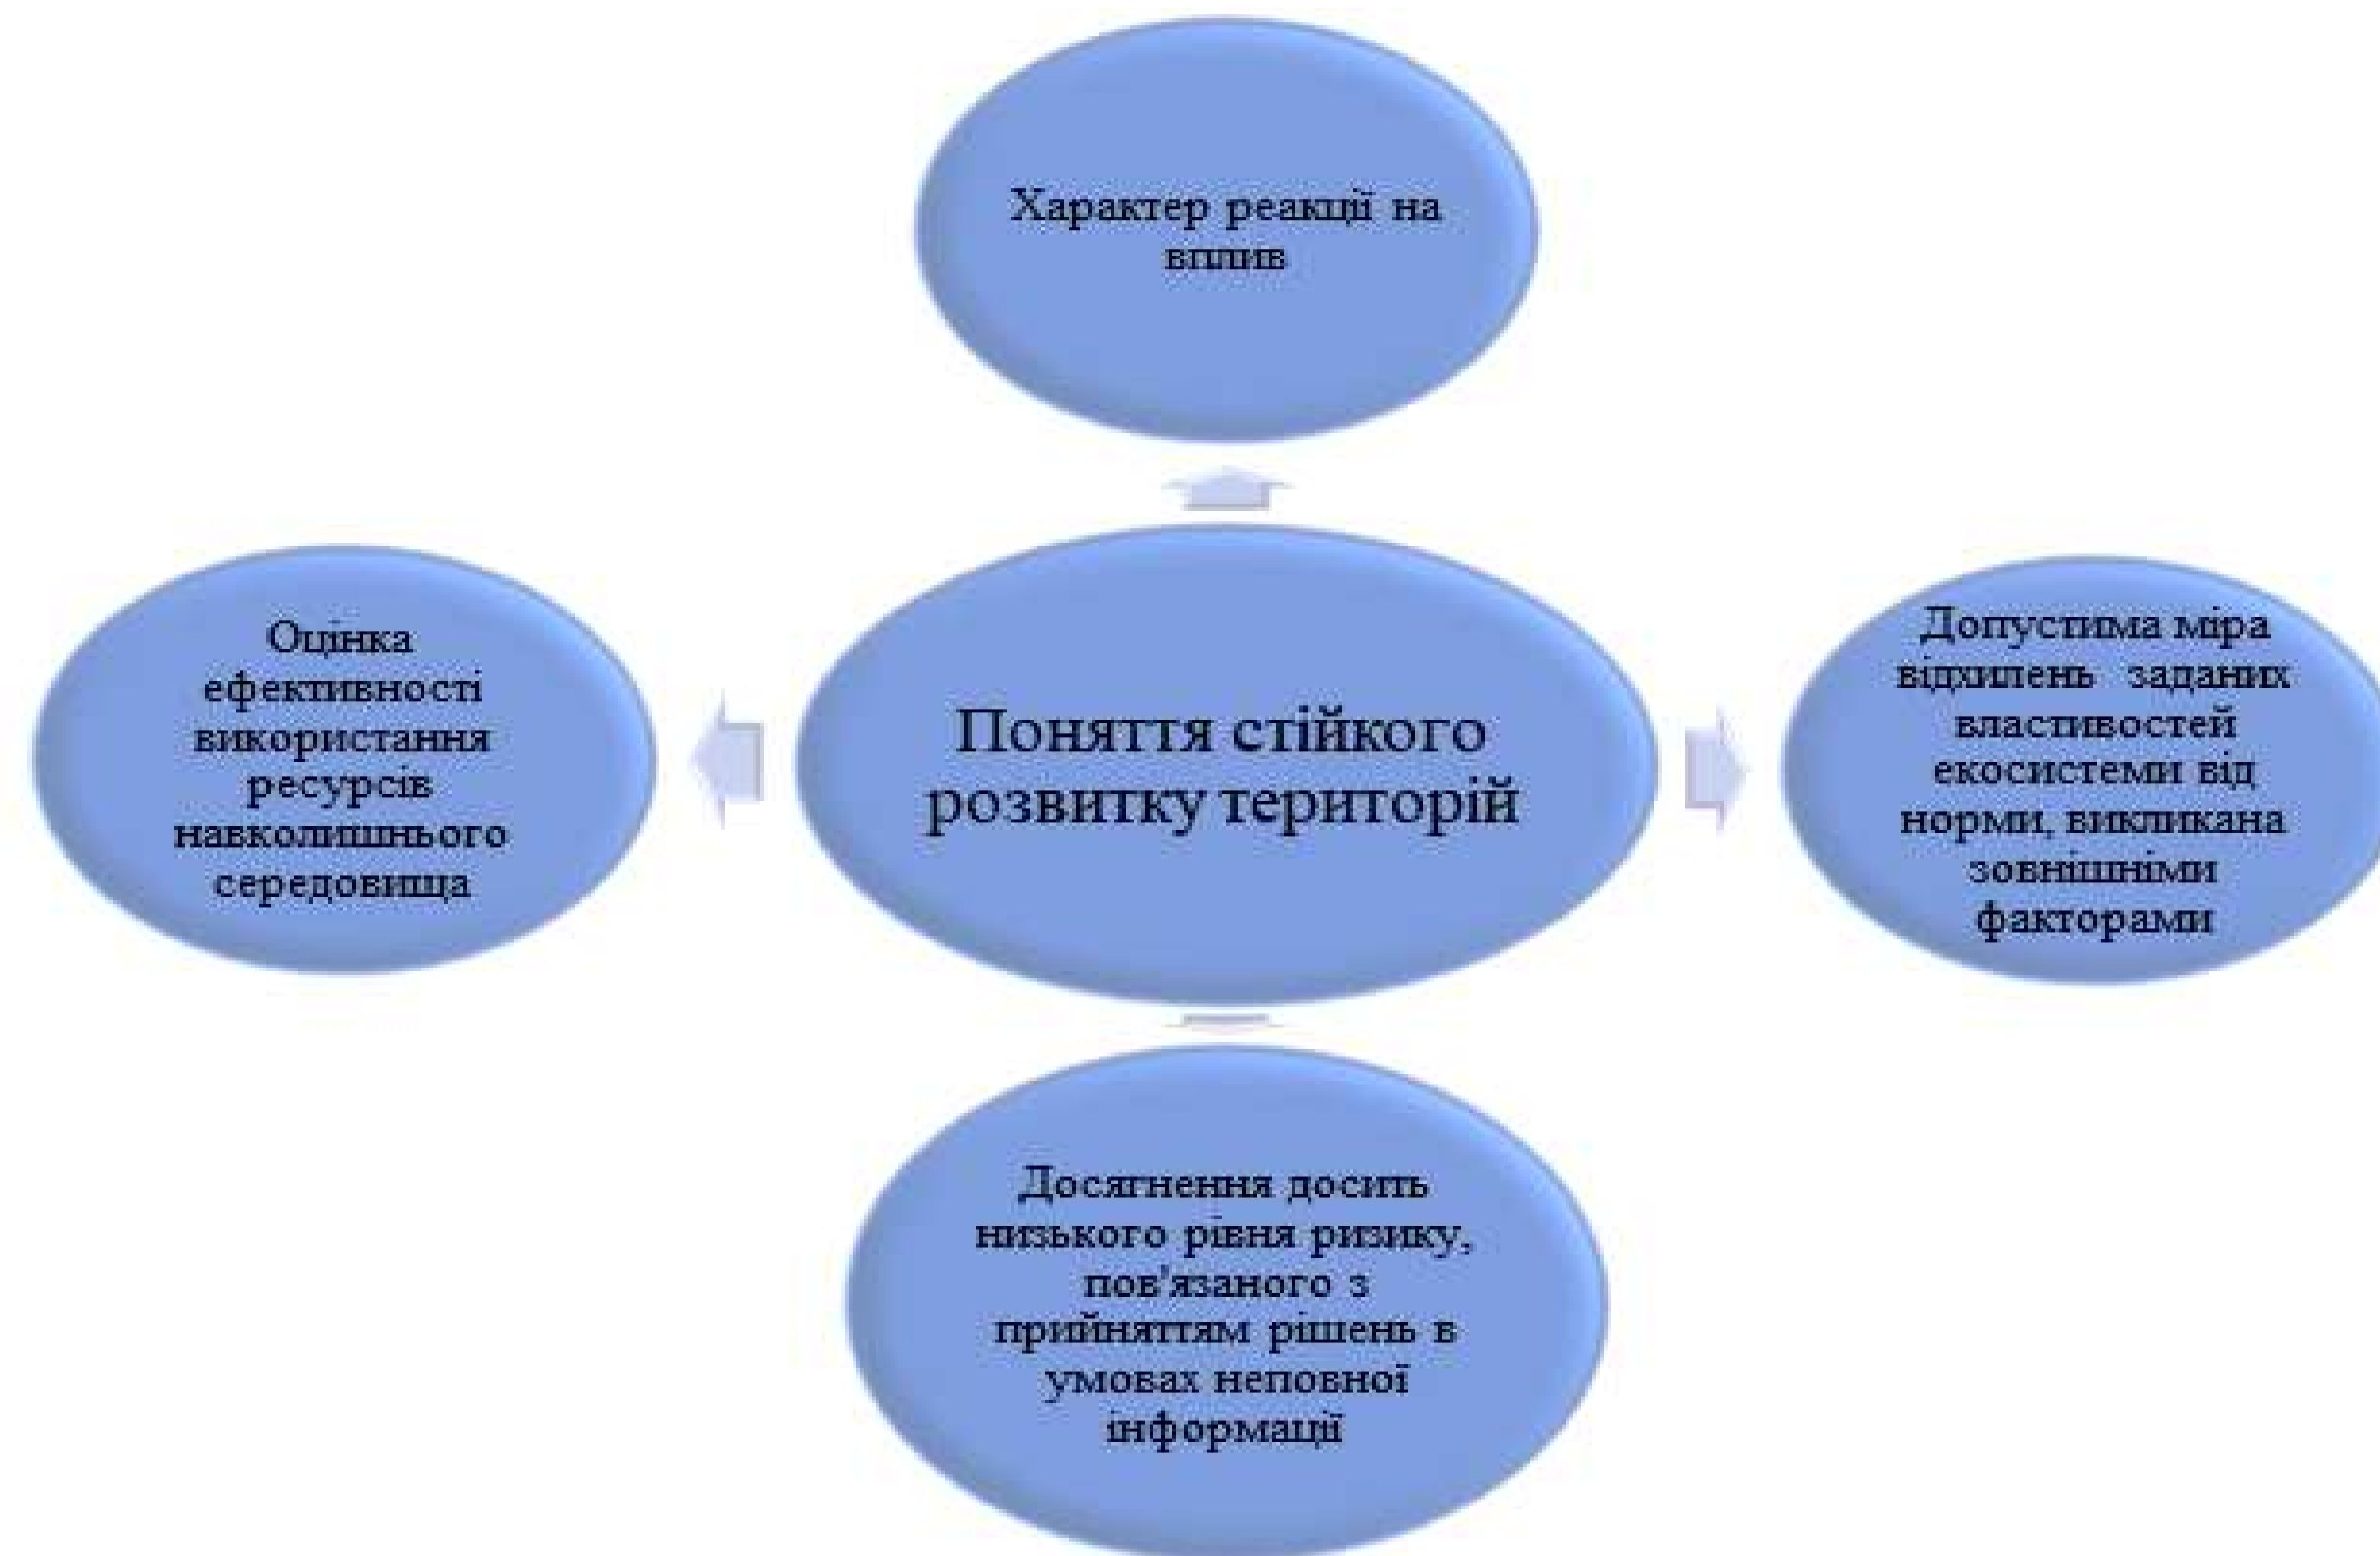 Характер реакції на
вплив
Оцінка
ефективності
використання
ресурсів
навколишнього
середовища
Поняття стійкого
розвитку територій
Допустима міра
відхилень заданих
властивостей
екосистеми від
норми, викликана
зовнішніми
факторами
Досягнення досить
низького рівня ризику,
пов'язаного з
прийняттям рішень в
умовах неповної
інформації